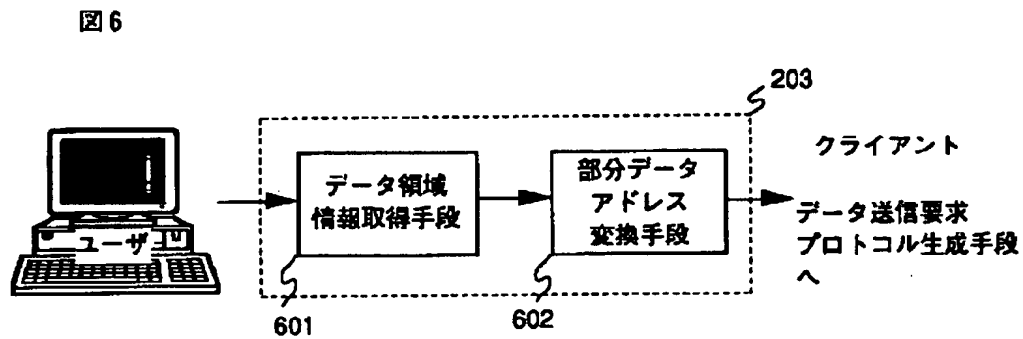 図6
203
クライアント
データ領域
情報取得手段
部分データ
アドレス
変換手段
データ送信要求
プロトコル生成手段
へ
ユーザ
601
602